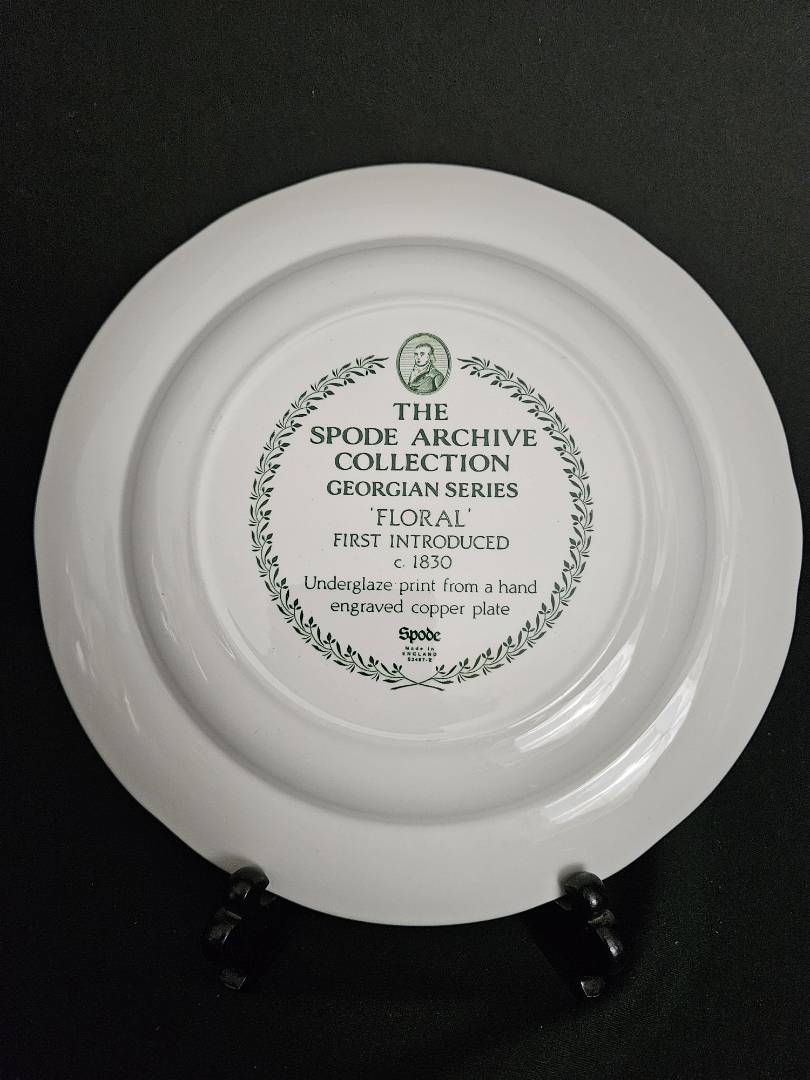 THE
SPODE ARCHIVE
COLLECTION
GEORGIAN SERIES
'FLORAL'
FIRST INTRODUCED
c. 1830
Underglaze print from a hand
engraved copper plate
Spode
Made in
ENGLAND